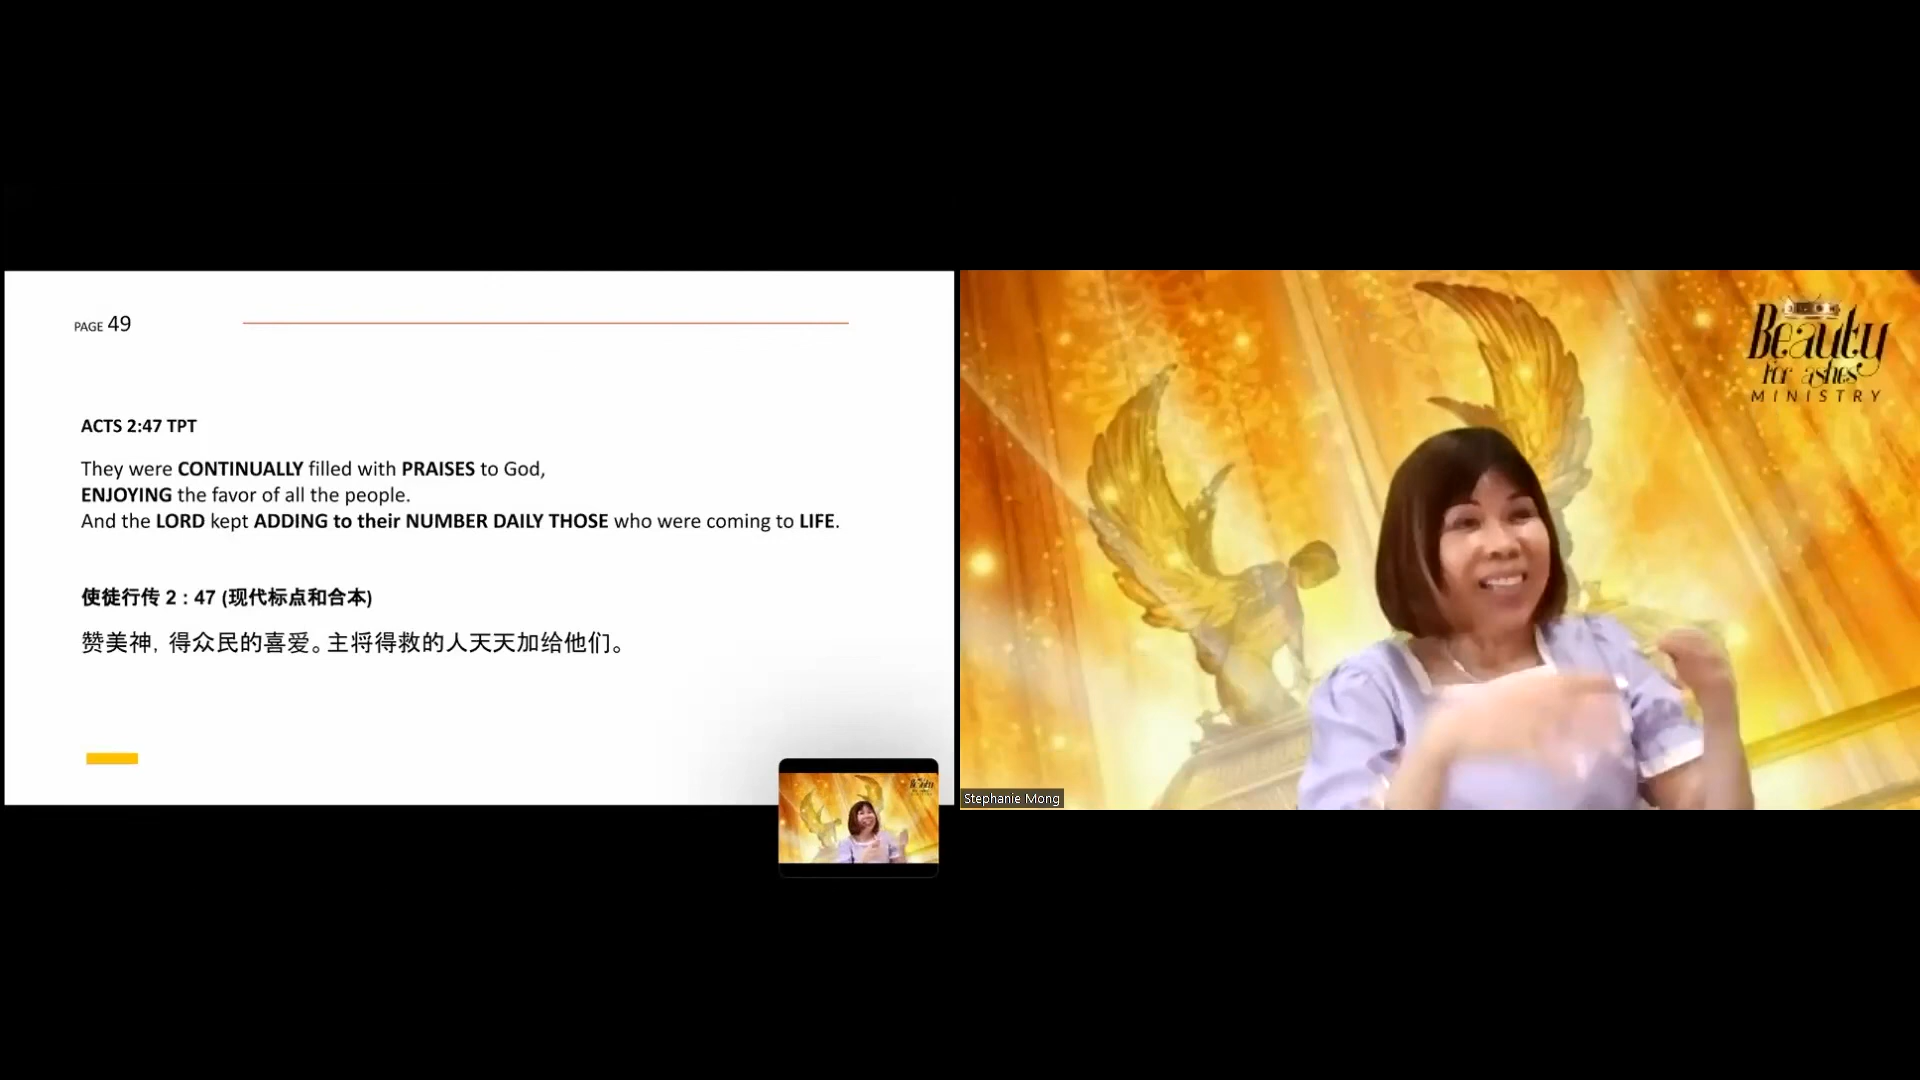 PAGE 49
ACTS 2:47 TPT
They were CONTINUALLY filled with PRAISES to God,
ENJOYING the favor of all the people.
And the LORD kept ADDING to their NUMBER DAILY THOSE who were coming to LIFE.
使徒行传 2 : 47 (现代标点和合本)
赞美神，得众民的喜爱。主将得救的人天天加给他们。
Beauty
For ashes
MINISTRY
Stephanie Mong